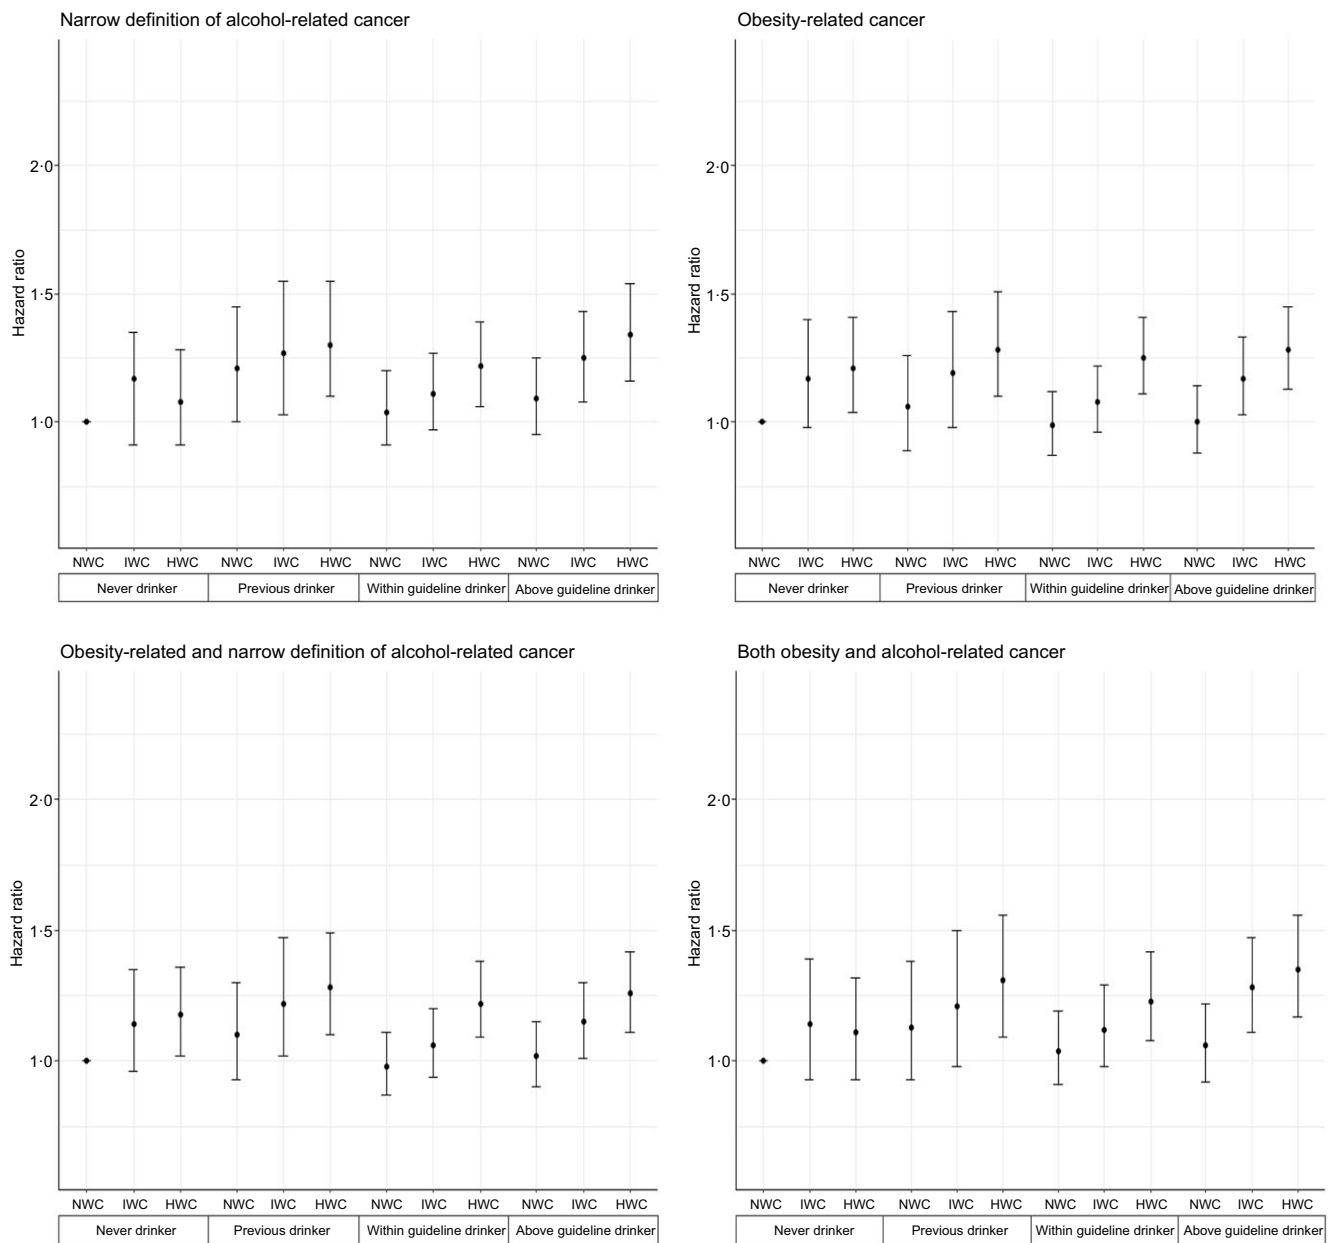 Narrow definition of alcohol-related cancer
Hazard ratio
2·0
1·5
1·0
NWC IWC HWC NWC IWC HWC NWC IWC HWC NWC IWC HWC
Never drinker Previous drinker Within guideline drinker Above guideline drinker
Obesity-related cancer
Hazard ratio
2·0
1·5
1·0
NWC IWC HWC NWC IWC HWC NWC IWC HWC NWC IWC HWC
Never drinker Previous drinker Within guideline drinker Above guideline drinker
Obesity-related and narrow definition of alcohol-related cancer
Hazard ratio
2·0
1·5
1·0
NWC IWC HWC NWC IWC HWC NWC IWC HWC NWC IWC HWC
Never drinker Previous drinker Within guideline drinker Above guideline drinker
Both obesity and alcohol-related cancer
Hazard ratio
2·0
1·5
1·0
NWC IWC HWC NWC IWC HWC NWC IWC HWC NWC IWC HWC
Never drinker Previous drinker Within guideline drinker Above guideline drinker